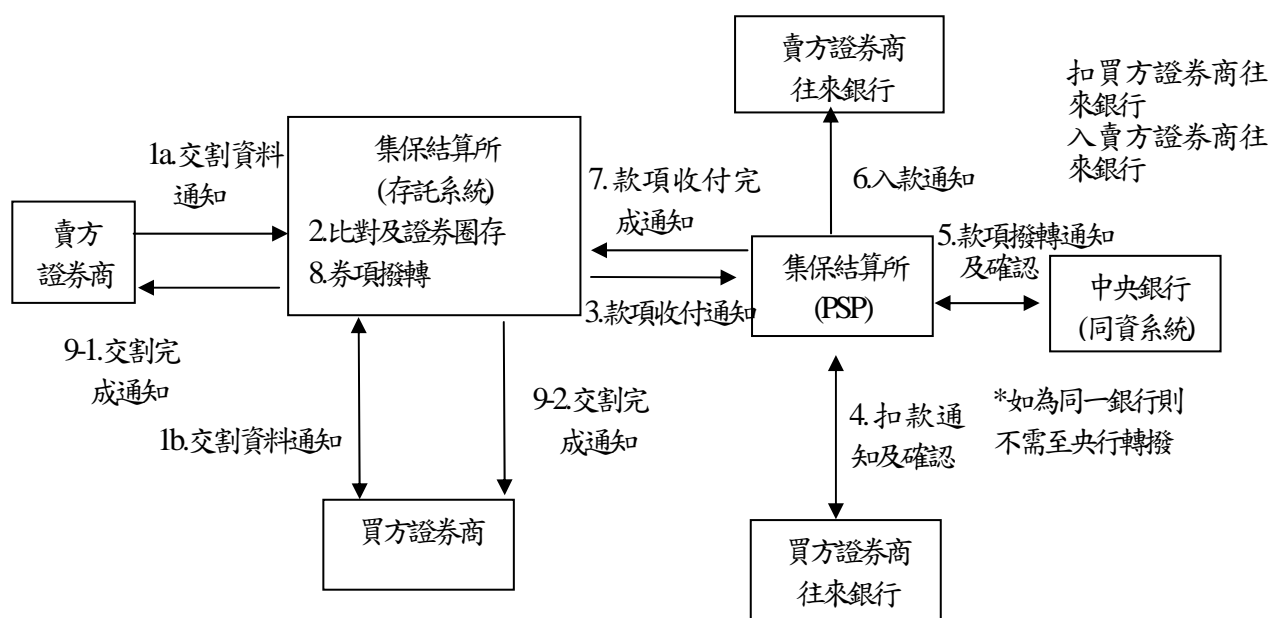 賣方證券商
往來銀行
扣買方證券商往
來銀行
入賣方證券商往
來銀行
1a.交割資料
通知
集保結算所
(存託系統)
2.比對及證券圈存
8.券項撥轉
7.款項收付完
成通知
6.入款通知
賣方
證券商
5.款項撥轉通知
及確認
集保結算所
(PSP)
中央銀行
(同資系統)
3.款項收付通知
9-1.交割完
成通知
9-2.交割完
成通知
1b.交割資料通知
4.扣款通
知及確認
*如為同一銀行則
不需至央行轉撥
買方證券商
買方證券商
往來銀行